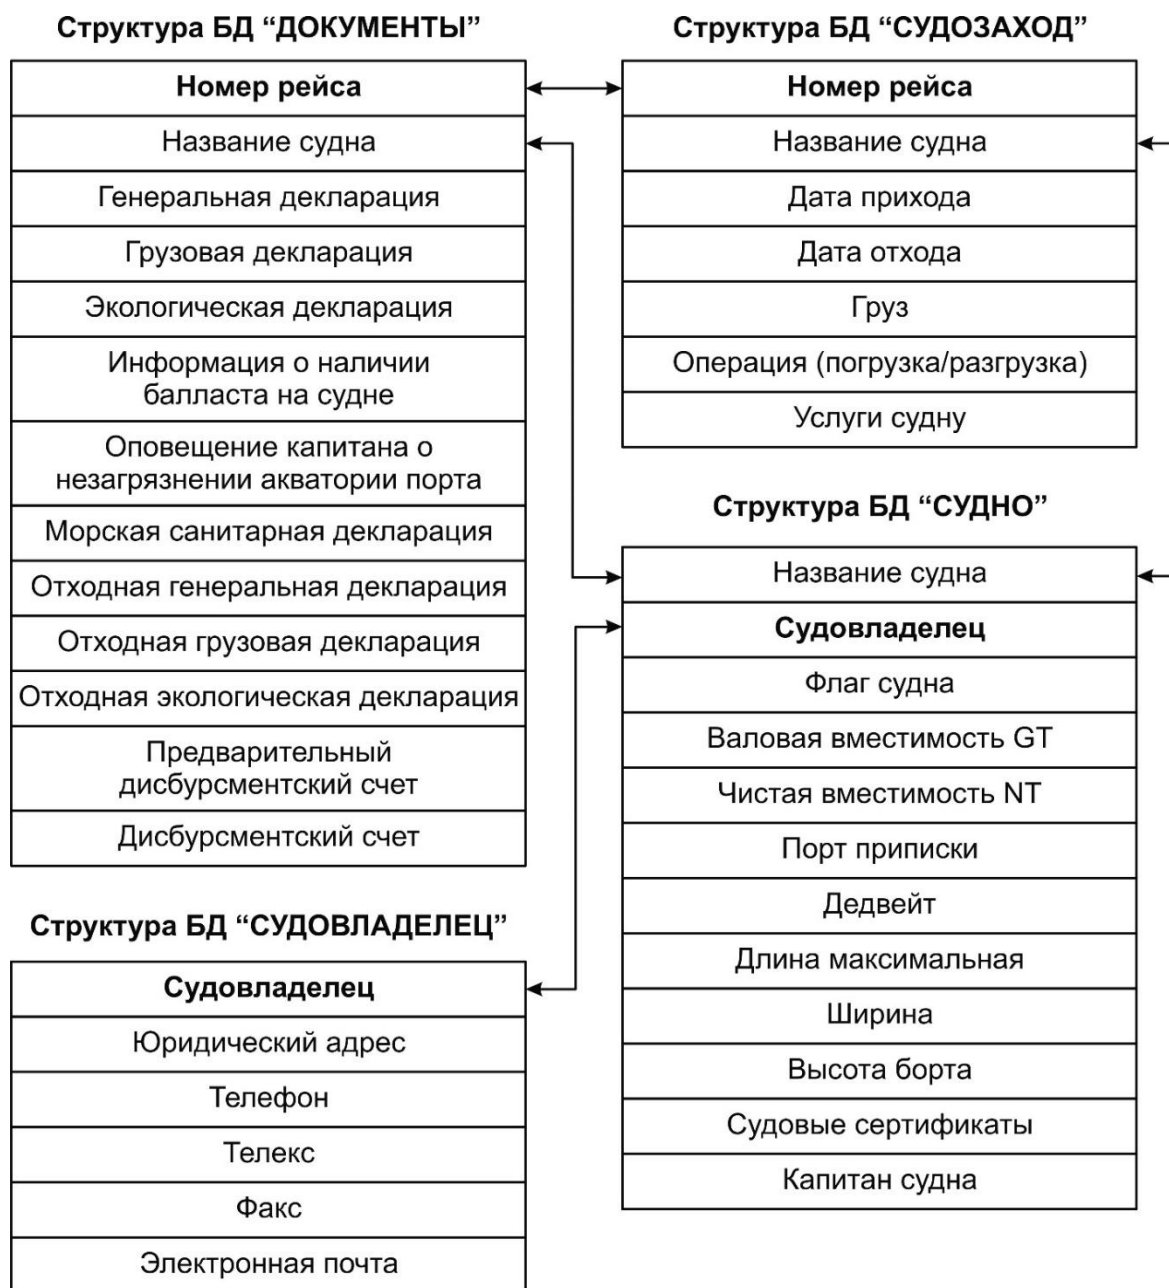 Структура БД “ДОКУМЕНТЫ”
Номер рейса
Название судна
Генеральная декларация
Грузовая декларация
Экологическая декларация
Информация о наличии
балласта на судне
Оповещение капитана о
незагрязнении акватории порта
Морская санитарная декларация
Отходная генеральная декларация
Отходная грузовая декларация
Отходная экологическая декларация
Предварительный
дисбурсментский счет
Дисбурсментский счет
Структура БД “СУДОЗАХОД”
Номер рейса
Название судна
Дата прихода
Дата отхода
Груз
Операция (погрузка/разгрузка)
Услуги судну
Структура БД “СУДНО”
Название судна
Судовладелец
Флаг судна
Валовая вместимость GT
Чистая вместимость NT
Порт приписки
Дедвейт
Длина максимальная
Ширина
Высота борта
Судовые сертификаты
Капитан судна
Структура БД “СУДОВЛАДЕЛЕЦ”
Судовладелец
Юридический адрес
Телефон
Телекс
Факс
Электронная почта